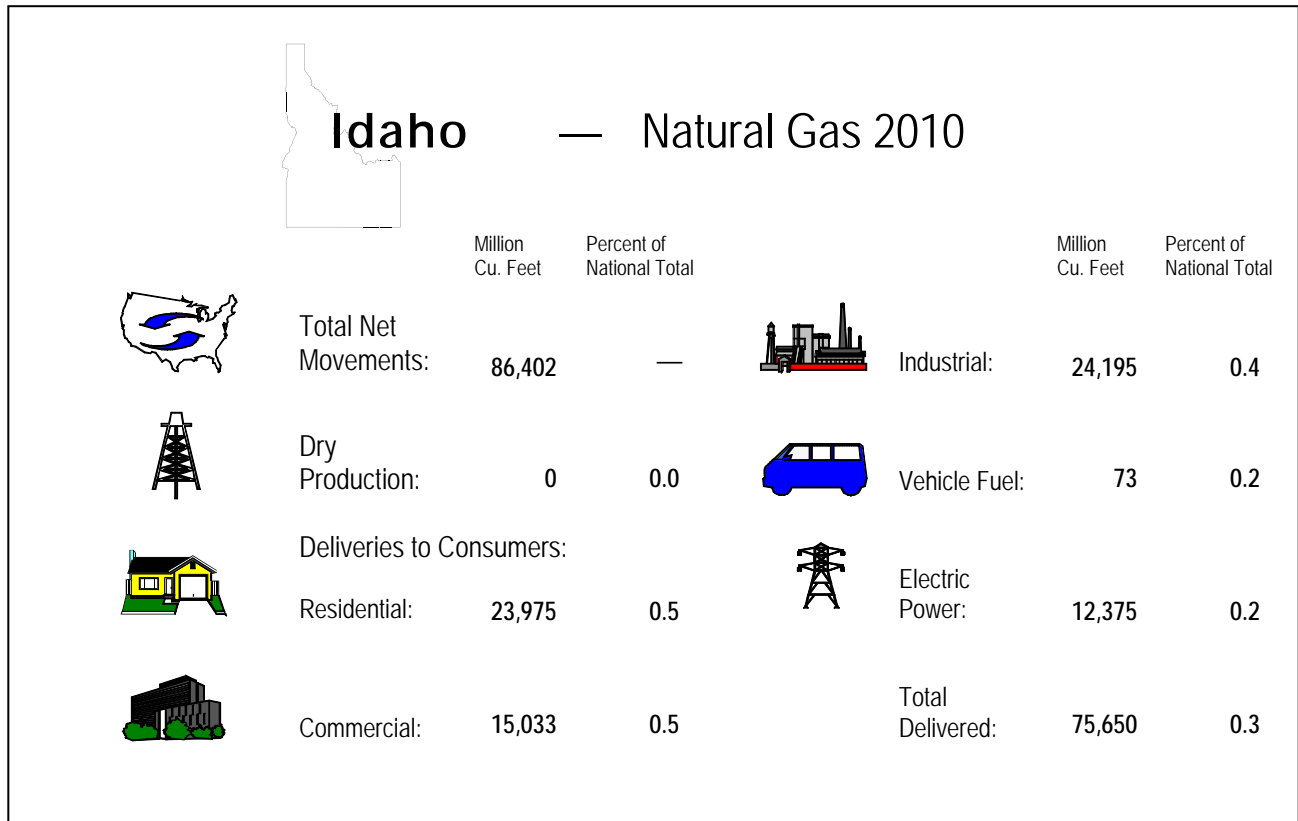 Idaho — Natural Gas 2010
Million
Cu. Feet
Percent of
National Total
Million
Cu. Feet
Percent of
National Total
Total Net
Movements: 86,402 —
Industrial: 24,195 0.4
Dry
Production: 0 0.0
Vehicle Fuel: 73 0.2
Deliveries to Consumers:
Residential: 23,975 0.5
Electric
Power: 12,375 0.2
Commercial: 15,033 0.5
Total
Delivered: 75,650 0.3